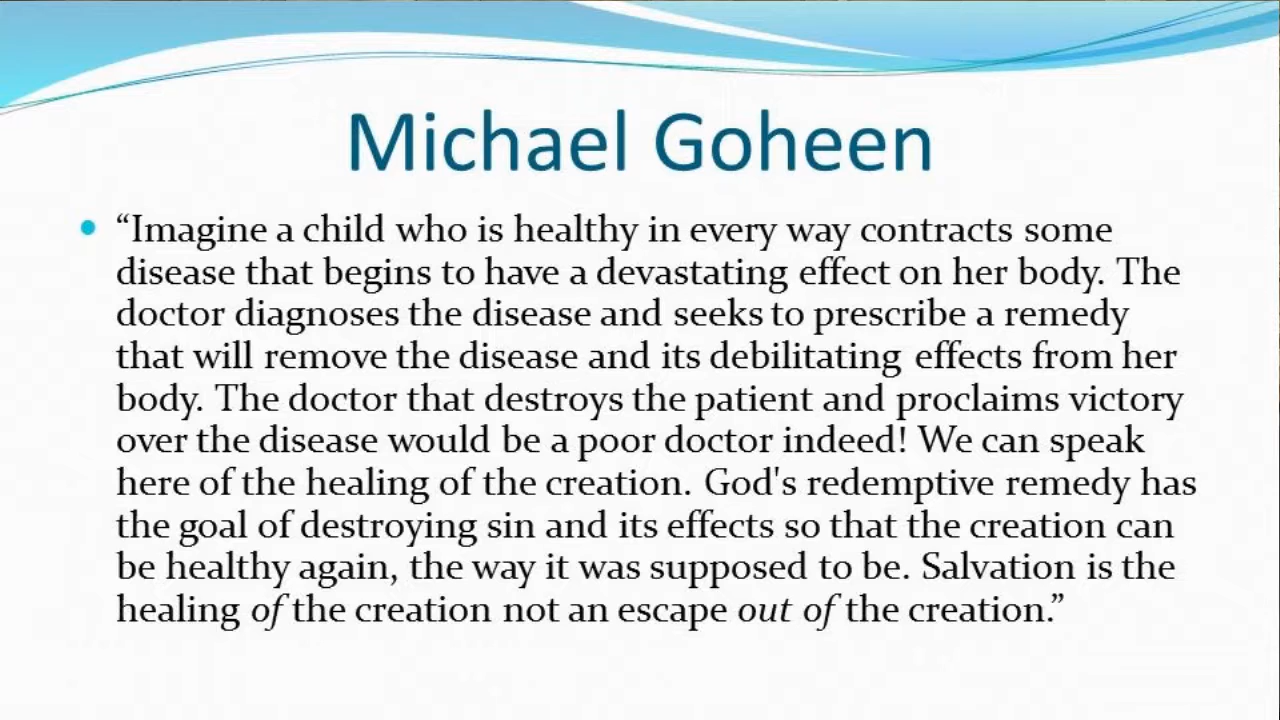 Michael Goheen
• “Imagine a child who is healthy in every way contracts some
disease that begins to have a devastating effect on her body. The
doctor diagnoses the disease and seeks to prescribe a remedy
that will remove the disease and its debilitating effects from her
body. The doctor that destroys the patient and proclaims victory
over the disease would be a poor doctor indeed! We can speak
here of the healing of the creation. God's redemptive remedy has
the goal of destroying sin and its effects so that the creation can
be healthy again, the way it was supposed to be. Salvation is the
healing of the creation not an escape out of the creation.”